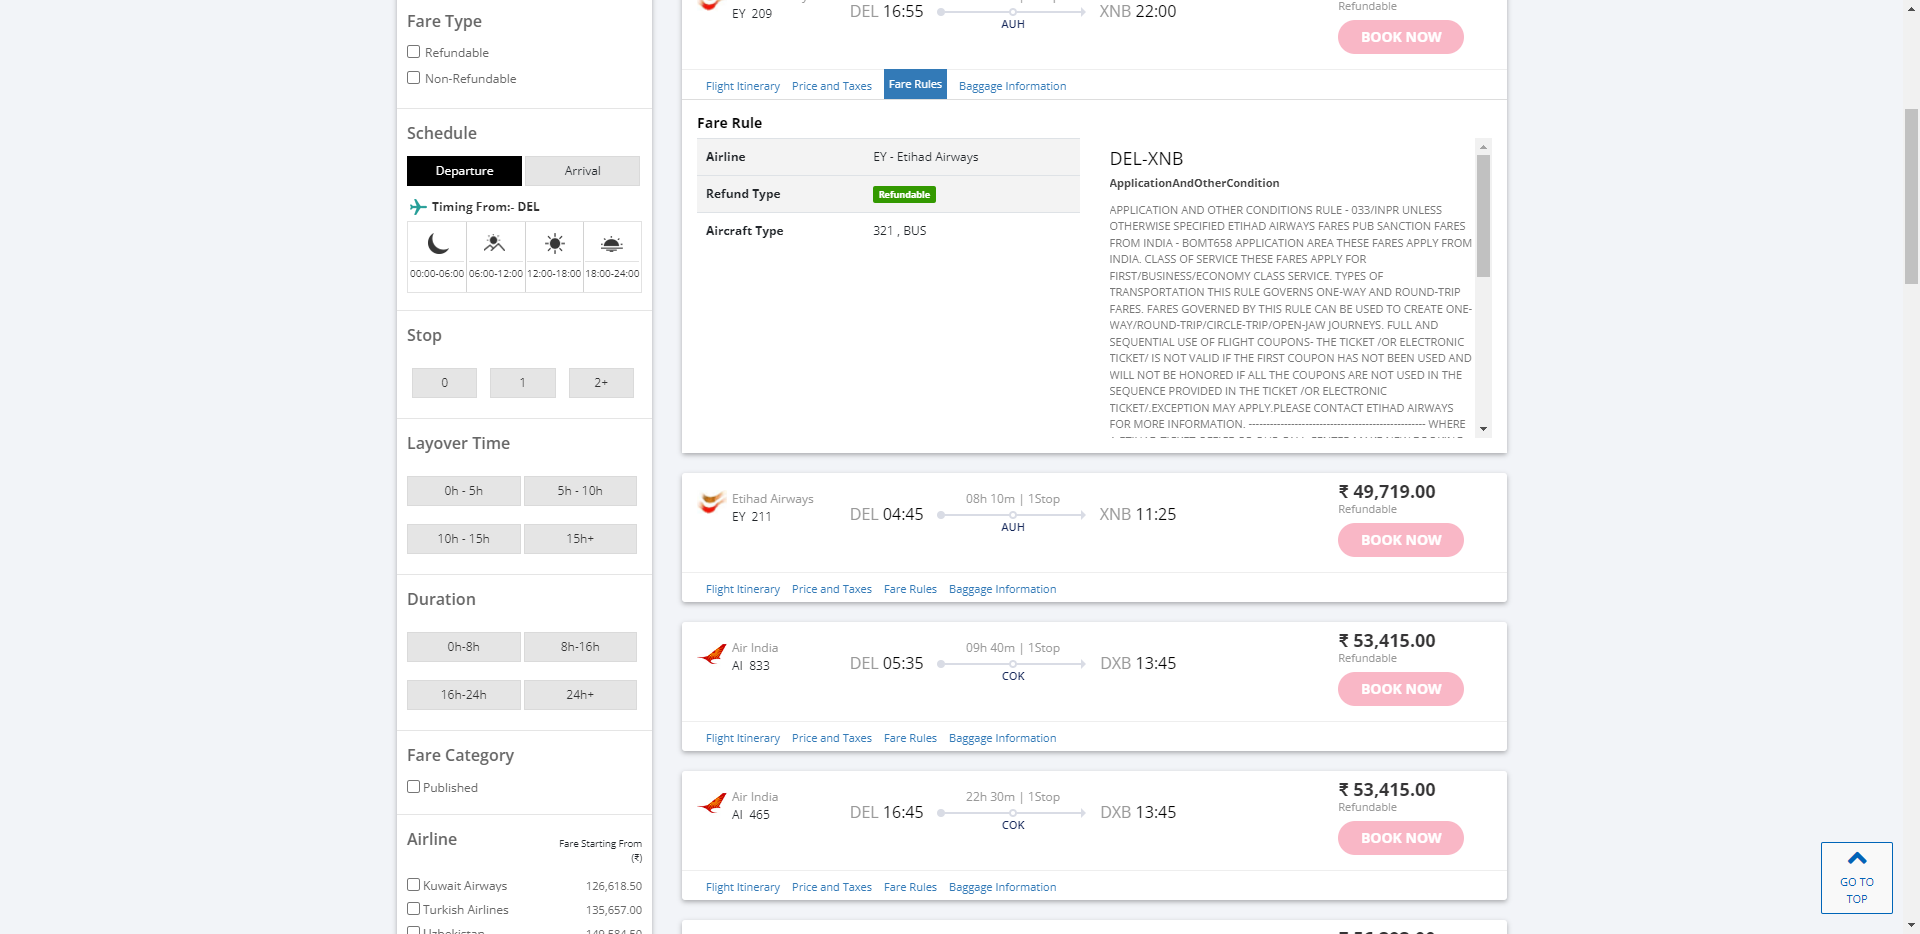 Fare Type
Refundable
Non-Refundable
Schedule
Departure Arrival
Timing From:- DEL
00:00-06:00 06:00-12:00 12:00-18:00 18:00-24:00
Stop
0 1 2+
Layover Time
0h - 5h 5h - 10h
10h - 15h 15h+
Duration
0h-8h 8h-16h
16h-24h 24h+
Fare Category
Published
Airline Fare Starting From
(₹)
Kuwait Airways 126,618.50
Turkish Airlines 135,657.00
Uzbekistan 149,584.50
EY 209
DEL 16:55
AUH
XNB 22:00
Refundable
BOOK NOW
Flight Itinerary Price and Taxes Fare Rules Baggage Information
Fare Rule
Airline EY - Etihad Airways
Refund Type Refundable
Aircraft Type 321 , BUS
DEL-XNB
ApplicationAndOtherCondition
APPLICATION AND OTHER CONDITIONS RULE - 033/INPR UNLESS
OTHERWISE SPECIFIED ETIHAD AIRWAYS FARES PUB SANCTION FARES
FROM INDIA - BOMT658 APPLICATION AREA THESE FARES APPLY FROM
INDIA. CLASS OF SERVICE THESE FARES APPLY FOR
FIRST/BUSINESS/ECONOMY CLASS SERVICE. TYPES OF
TRANSPORTATION THIS RULE GOVERNS ONE-WAY AND ROUND-TRIP
FARES. FARES GOVERNED BY THIS RULE CAN BE USED TO CREATE ONE-
WAY/ROUND-TRIP/CIRCLE-TRIP/OPEN-JAW JOURNEYS. FULL AND
SEQUENTIAL USE OF FLIGHT COUPONS- THE TICKET /OR ELECTRONIC
TICKET/ IS NOT VALID IF THE FIRST COUPON HAS NOT BEEN USED AND
WILL NOT BE HONORED IF ALL THE COUPONS ARE NOT USED IN THE
SEQUENCE PROVIDED IN THE TICKET /OR ELECTRONIC
TICKET/.EXCEPTION MAY APPLY.PLEASE CONTACT ETIHAD AIRWAYS
FOR MORE INFORMATION. -------------------------------------------------- WHERE
Etihad Airways
EY 211
DEL 04:45
08h 10m | 1Stop
AUH
XNB 11:25
₹ 49,719.00
Refundable
BOOK NOW
Flight Itinerary Price and Taxes Fare Rules Baggage Information
Air India
AI 833
DEL 05:35
09h 40m | 1Stop
COK
DXB 13:45
₹ 53,415.00
Refundable
BOOK NOW
Flight Itinerary Price and Taxes Fare Rules Baggage Information
Air India
AI 465
DEL 16:45
22h 30m | 1Stop
COK
DXB 13:45
₹ 53,415.00
Refundable
BOOK NOW
Flight Itinerary Price and Taxes Fare Rules Baggage Information
GO TO
TOP